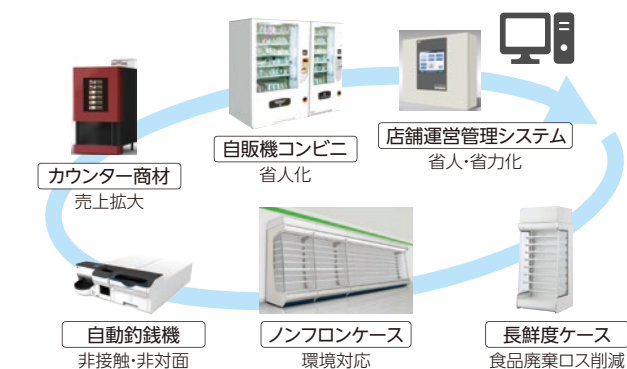 自販機コンビニ
省人化
店舗運営管理システム
省人・省力化
カウンター商材
売上拡大
自動釣銭機
非接触・非対面
ノンフロンケース
環境対応
長鮮度ケース
食品廃棄ロス削減